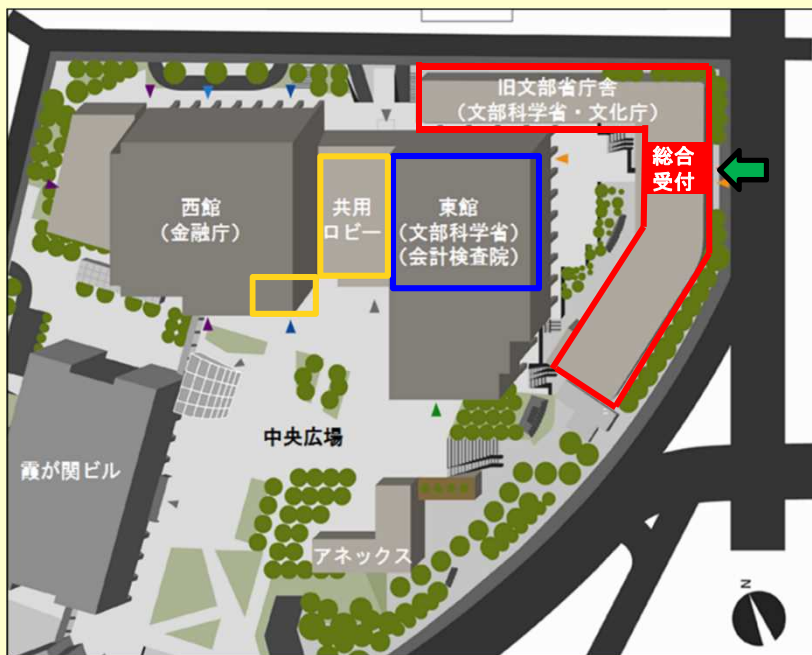 旧文部省庁舎
（文部科学省・文化庁）
総合
受付
西館
（金融庁）
共用
ロビー
東館
（文部科学省）
（会計検査院）
中央広場
霞が関ビル
アネックス
N